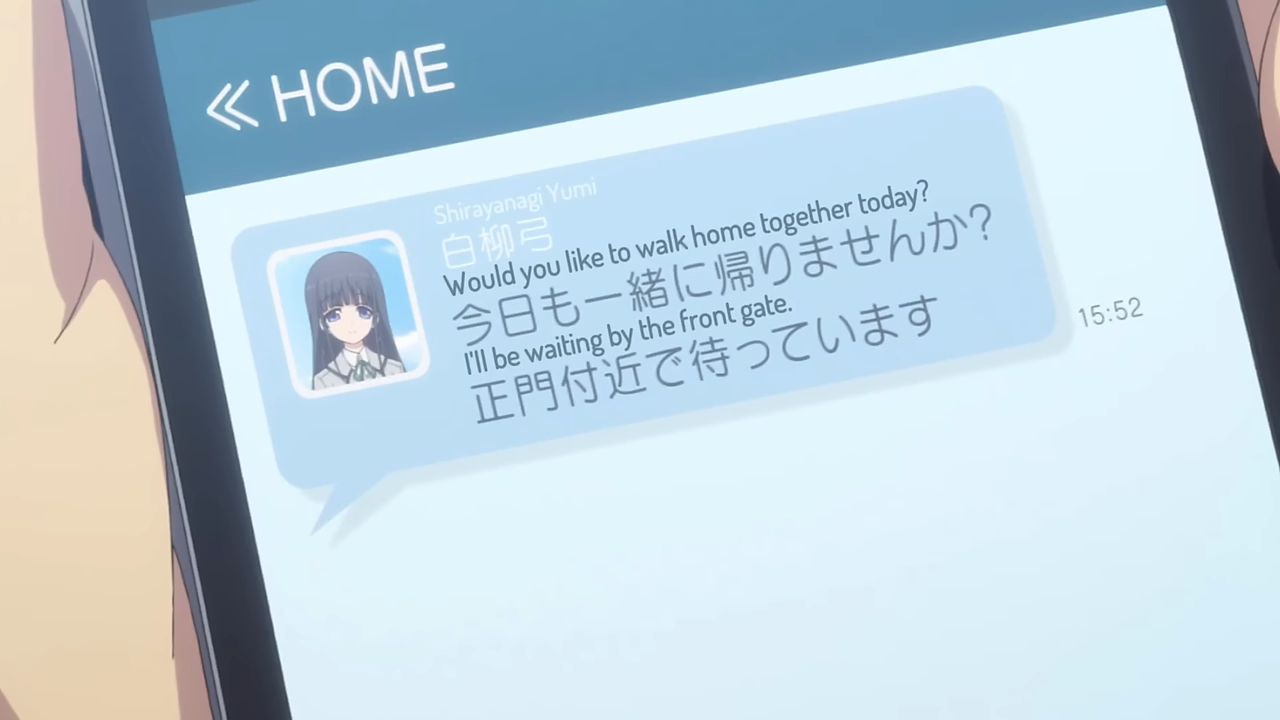 ≪ HOME
Shirayanagi Yumi
白柳弓
Would you like to walk home together today?
今日も一緒に帰りませんか?
I'll be waiting by the front gate.
正門付近で待っています
15:52